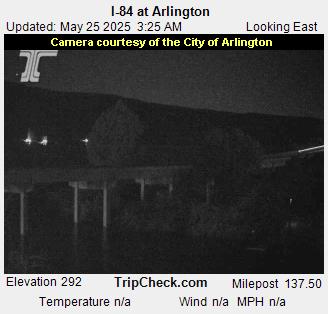 I-84 at Arlington
Updated: May 25 2025 3:25 AM Looking East
Camera courtesy of the City of Arlington
Elevation 292 TripCheck.com Milepost 137.50
Temperature n/a Wind n/a MPH n/a